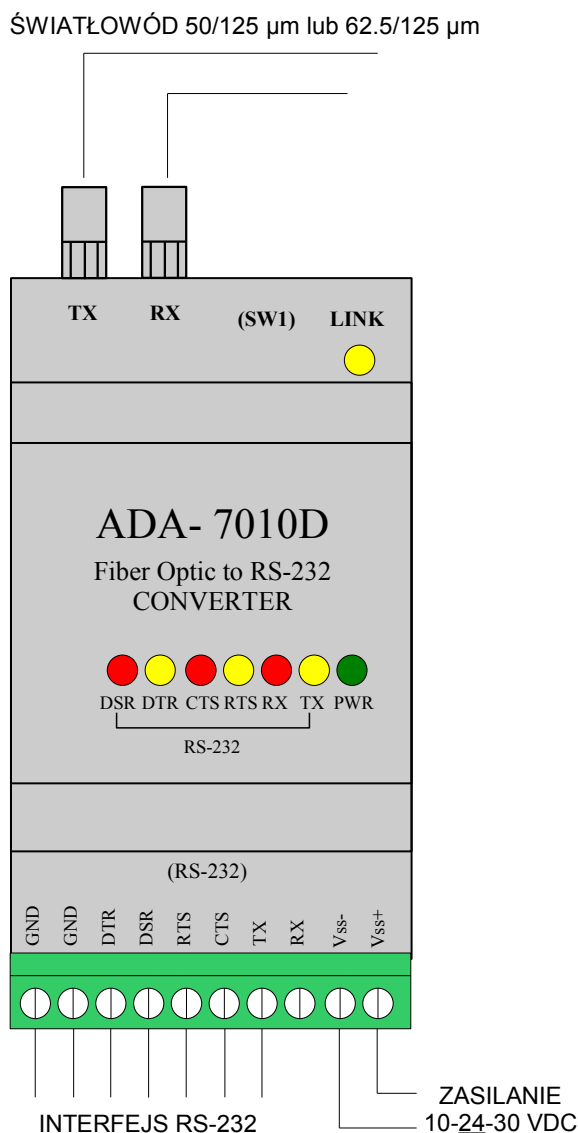 ŚWIATŁOWÓD 50/125 µm lub 62.5/125 µm
TX RX (SW1) LINK
ADA- 7010D
Fiber Optic to RS-232
CONVERTER
DSR DTR CTS RTS RX TX PWR
RS-232
(RS-232)
GND GND DTR DSR RTS CTS TX RX Vss- Vss+
ZASILANIE
INTERFEJS RS-232 10-24-30 VDC